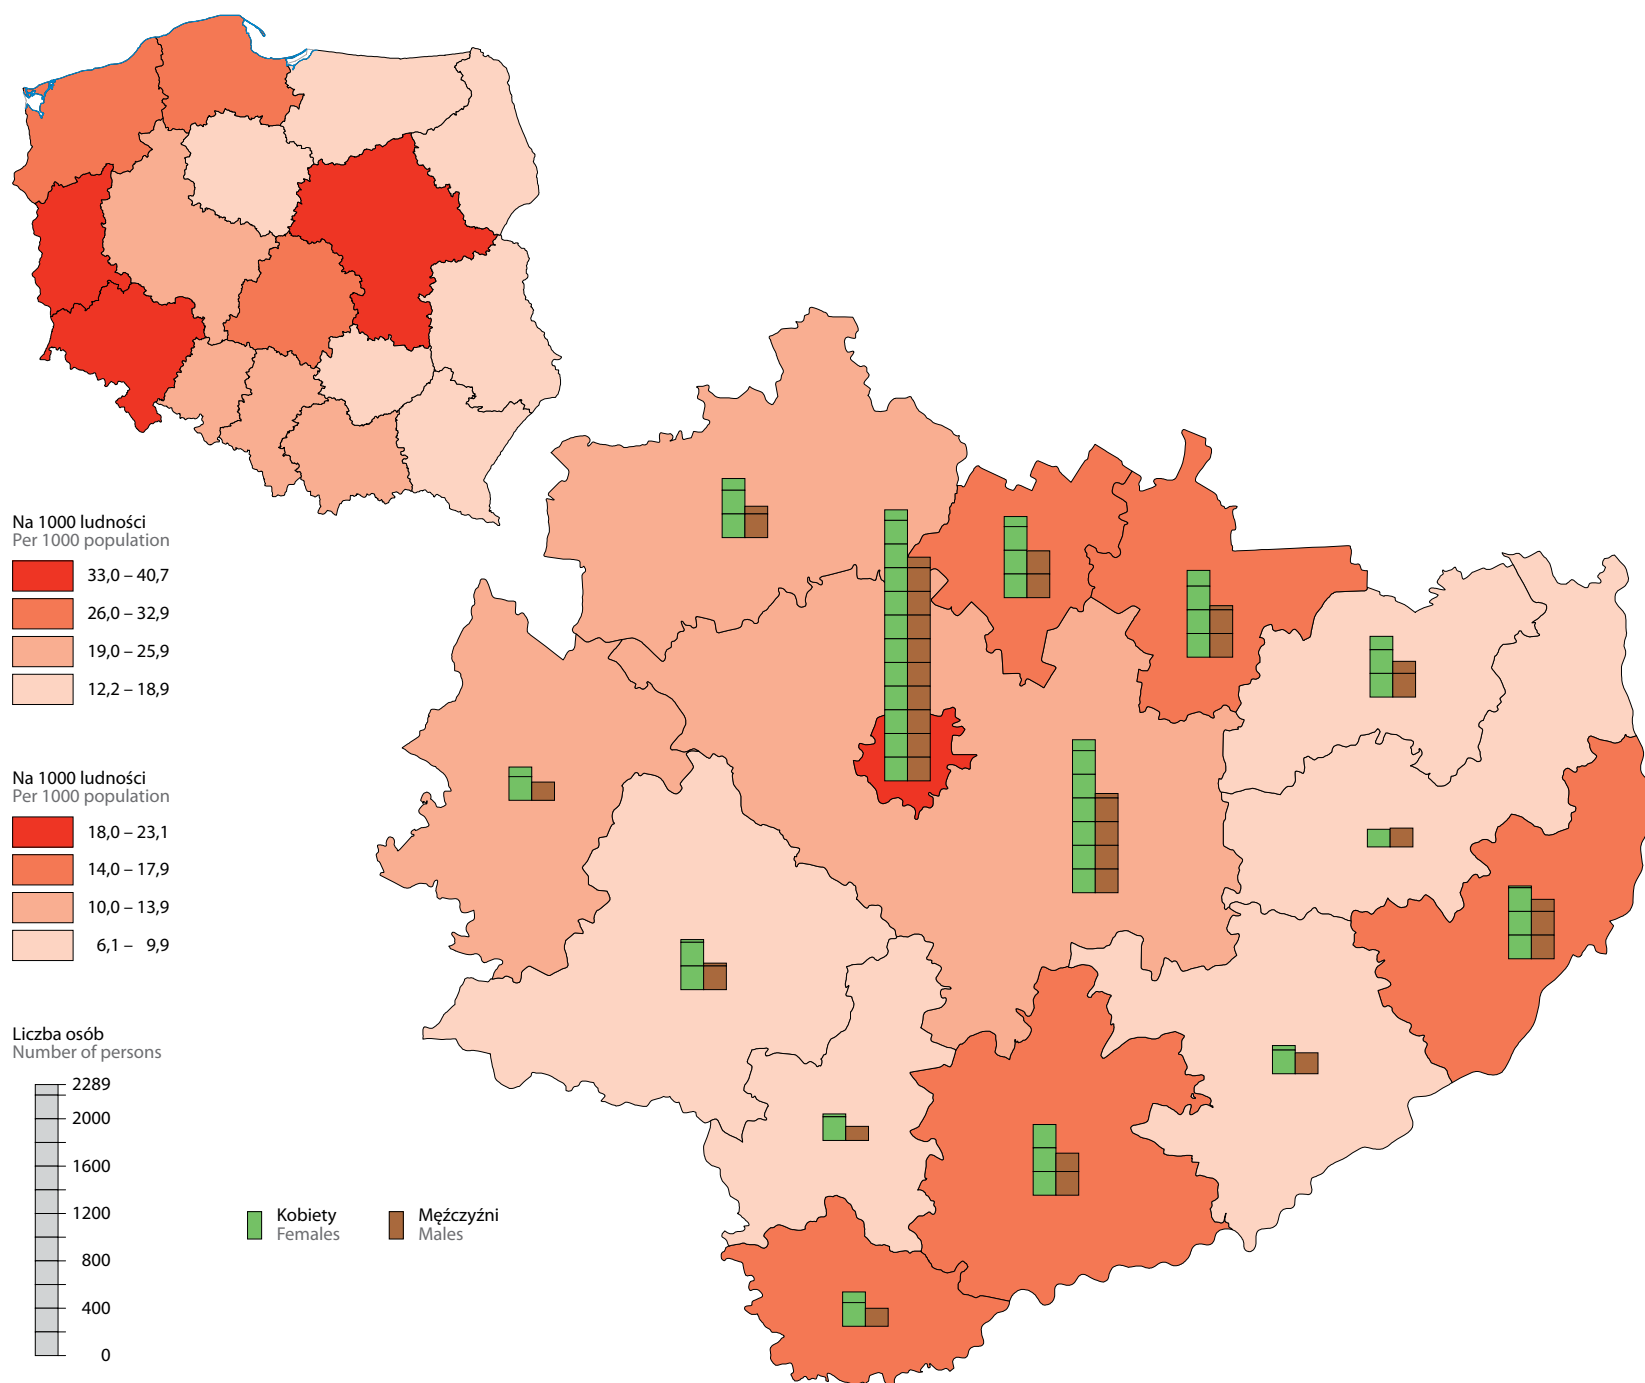 Na 1000 ludności
Per 1000 population
33,0 – 40,7
26,0 – 32,9
19,0 – 25,9
12,2 – 18,9
Na 1000 ludności
Per 1000 population
18,0 – 23,1
14,0 – 17,9
10,0 – 13,9
6,1 – 9,9
Liczba osób
Number of persons
2289
2000
1600
1200
800
400
0
Kobiety
Females
Mężczyźni
Males